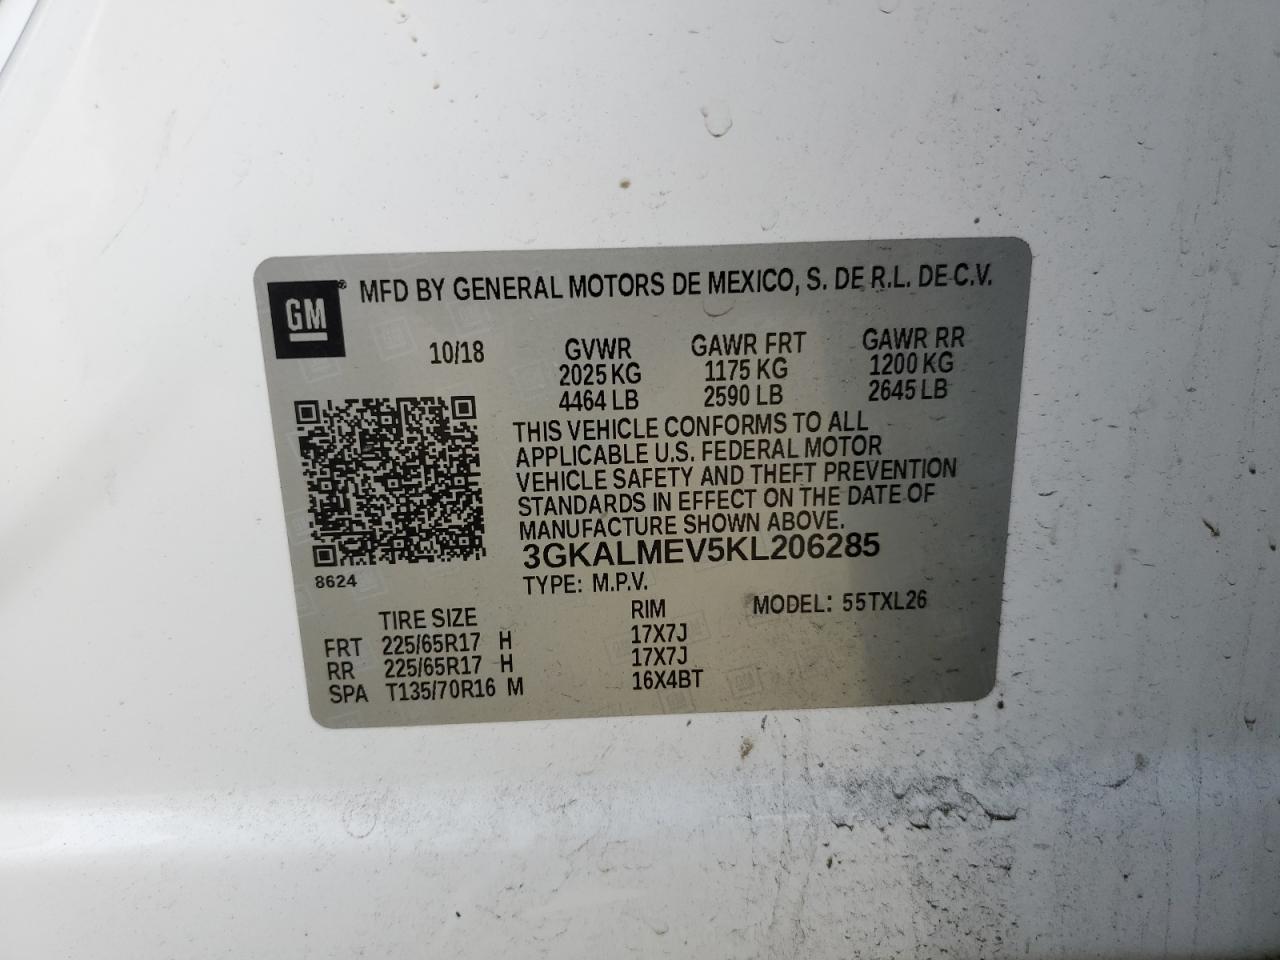 GM ® MFD BY GENERAL MOTORS DE MEXICO, S. DE R.L. DE C.V.
10/18 GVWR GAWR FRT GAWR RR
2025 KG 1175 KG 1200 KG
4464 LB 2590 LB 2645 LB
THIS VEHICLE CONFORMS TO ALL
APPLICABLE U.S. FEDERAL MOTOR
VEHICLE SAFETY AND THEFT PREVENTION
STANDARDS IN EFFECT ON THE DATE OF
MANUFACTURE SHOWN ABOVE.
3GKALMEV5KL206285
8624 TYPE: M.P.V.
TIRE SIZE RIM MODEL: 55TXL26
FRT 225/65R17 H 17X7J
RR 225/65R17 H 17X7J
SPA T135/70R16 M 16X4BT